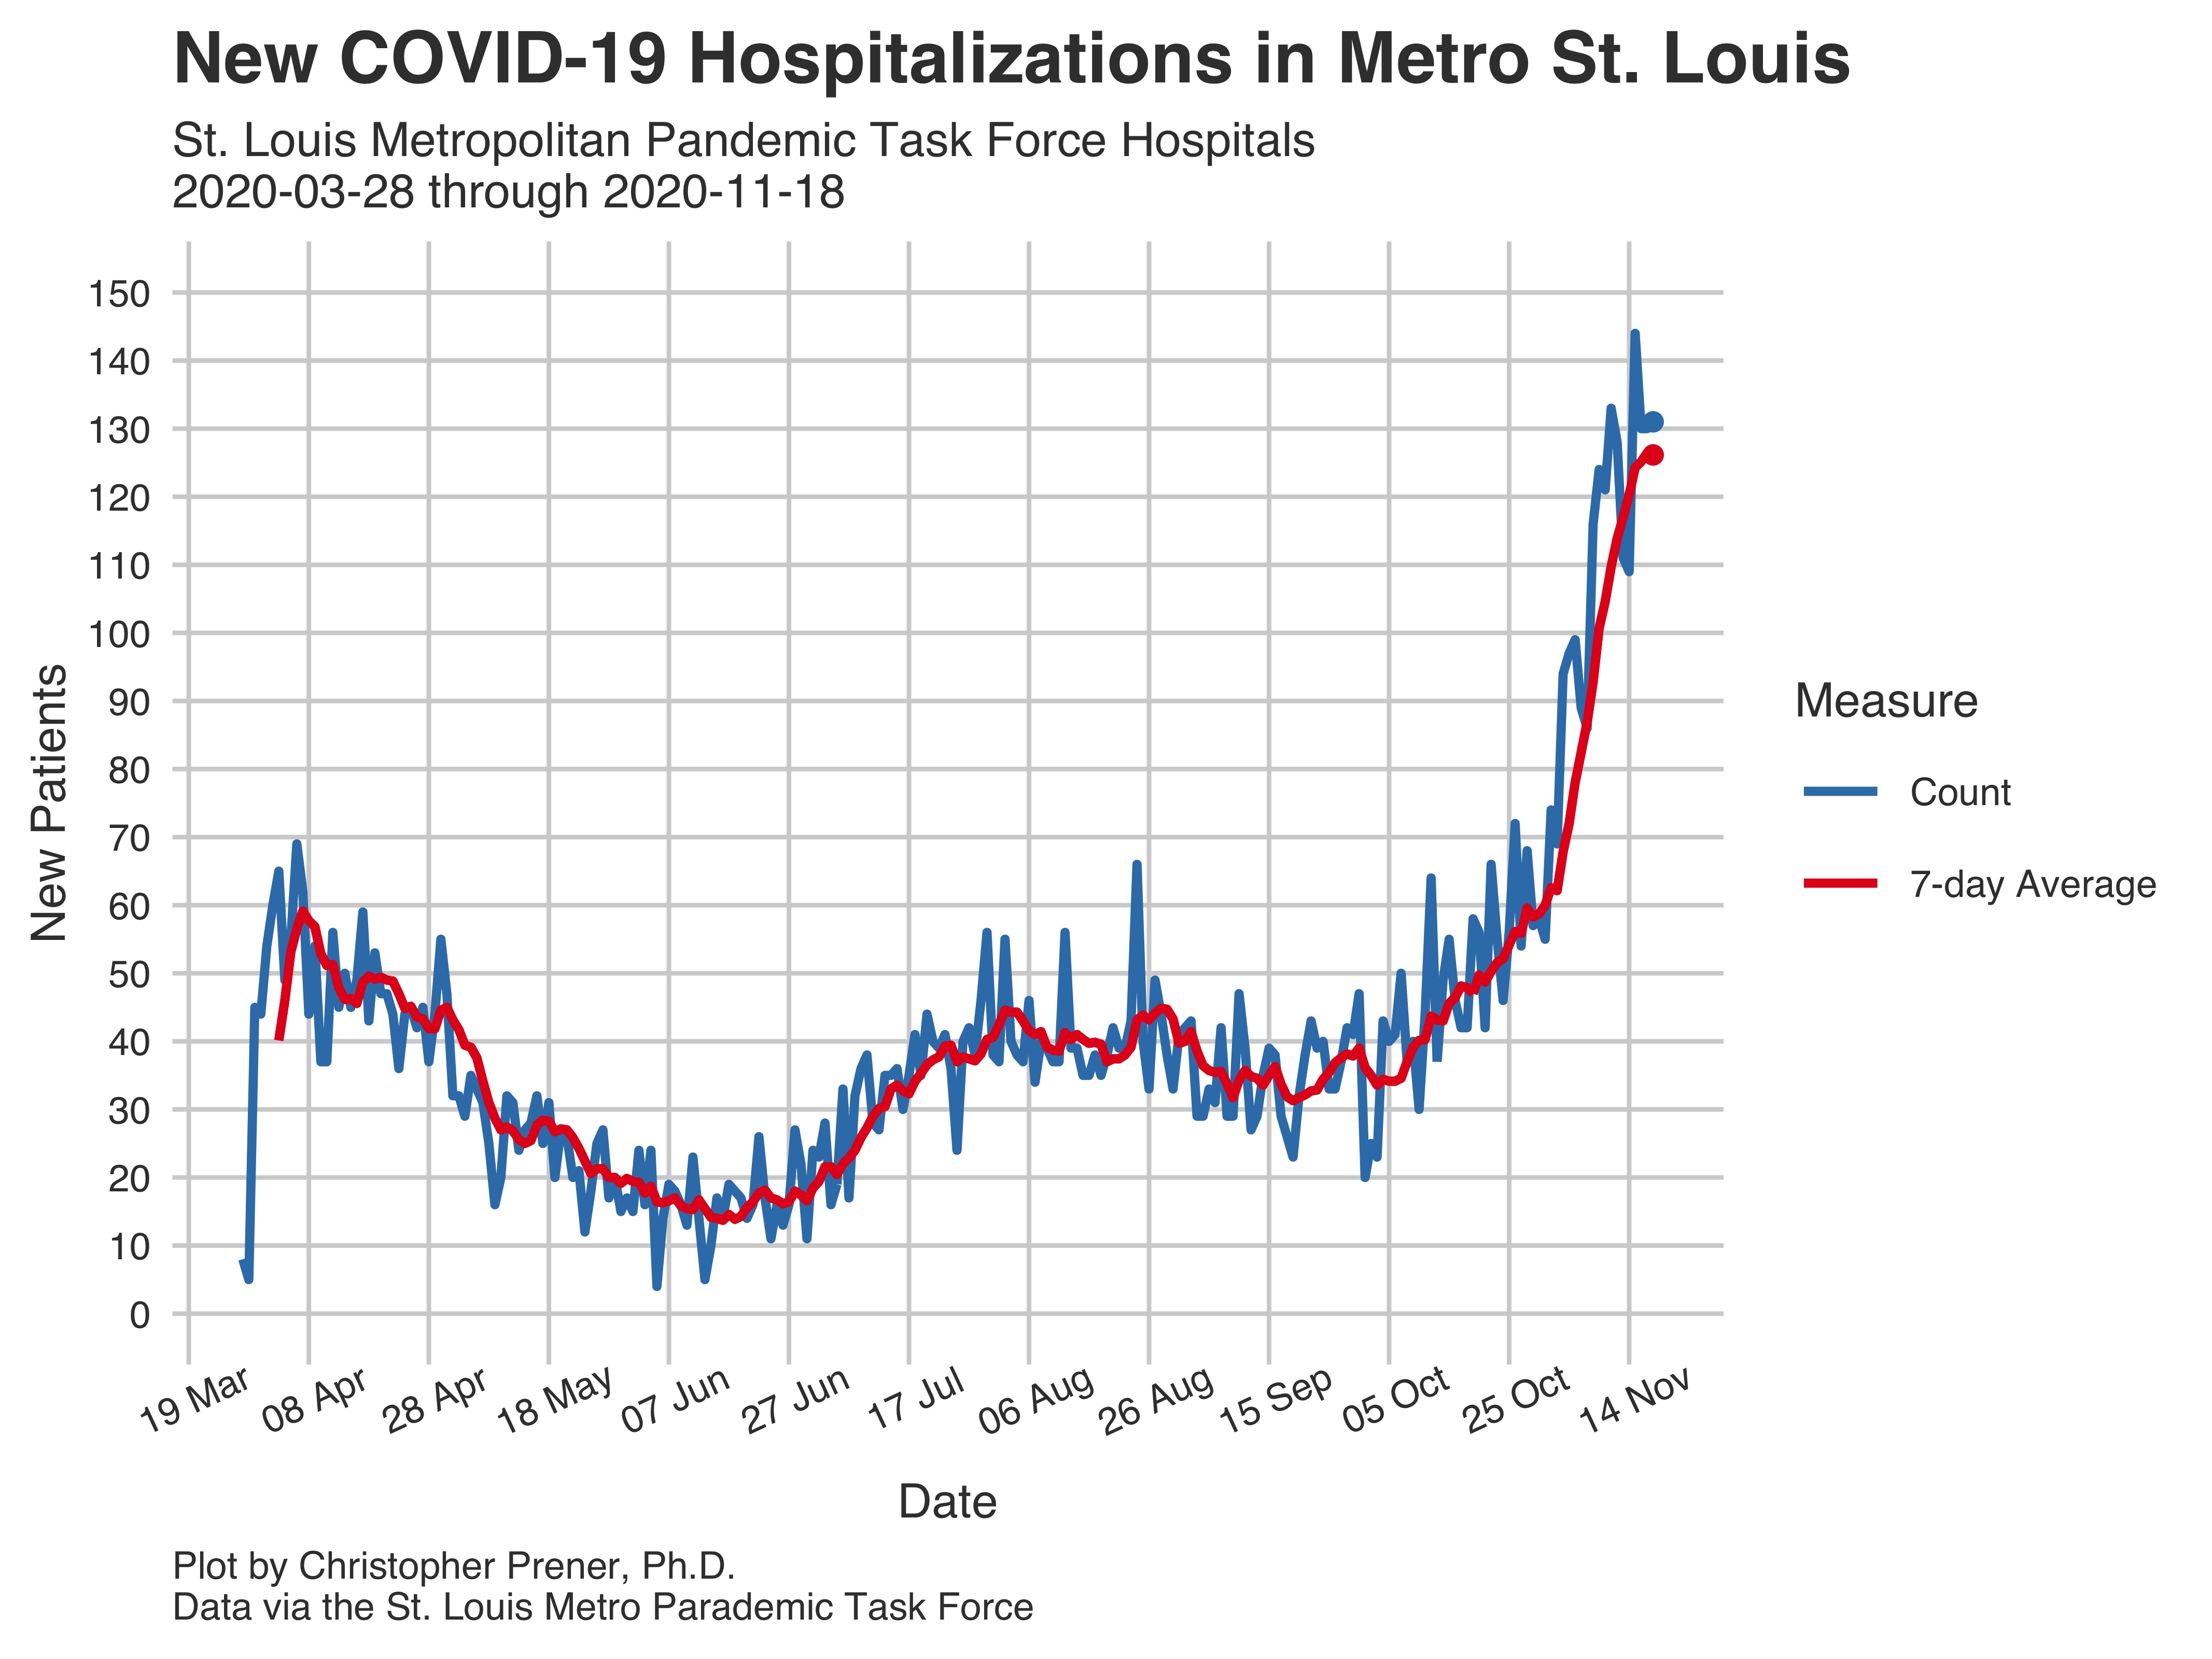 New COVID-19 Hospitalizations in Metro St. Louis
St. Louis Metropolitan Pandemic Task Force Hospitals
2020-03-28 through 2020-11-18
150
140
130
120
110
100
90
80
70
60
50
40
30
20
10
0
New Patients
19 Mar
08 Apr
28 Apr
18 May
07 Jun
27 Jun
17 Jul
06 Aug
26 Aug
15 Sep
05 Oct
25 Oct
14 Nov
Date
Measure
Count
7-day Average
Plot by Christopher Prener, Ph.D.
Data via the St. Louis Metro Parademic Task Force